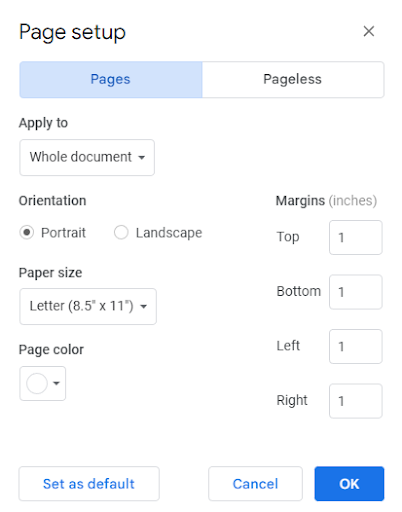 Page setup
Pages
Pageless
Apply to
Whole document
Orientation
Portrait
Landscape
Paper size
Letter (8.5" x 11")
Page color
Margins (inches)
Top 1
Bottom 1
Left 1
Right 1
Set as default
Cancel
OK